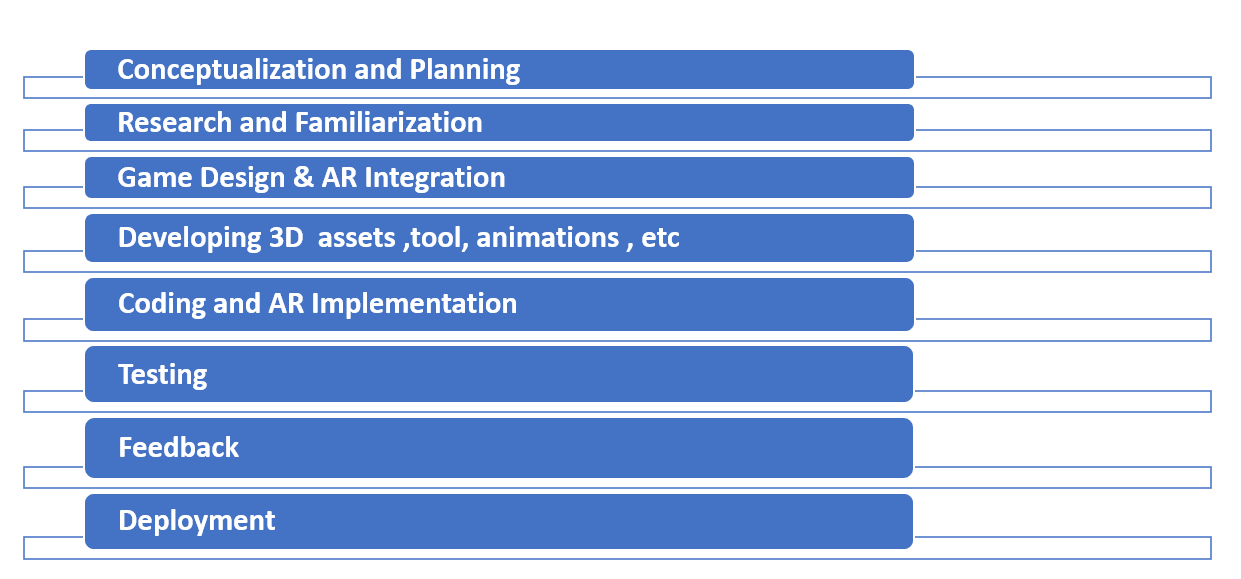 Conceptualization and Planning
Research and Familiarization
Game Design & AR Integration
Developing 3D  assets ,tool, animations , etc
Coding and AR Implementation
Testing
Feedback
Deployment